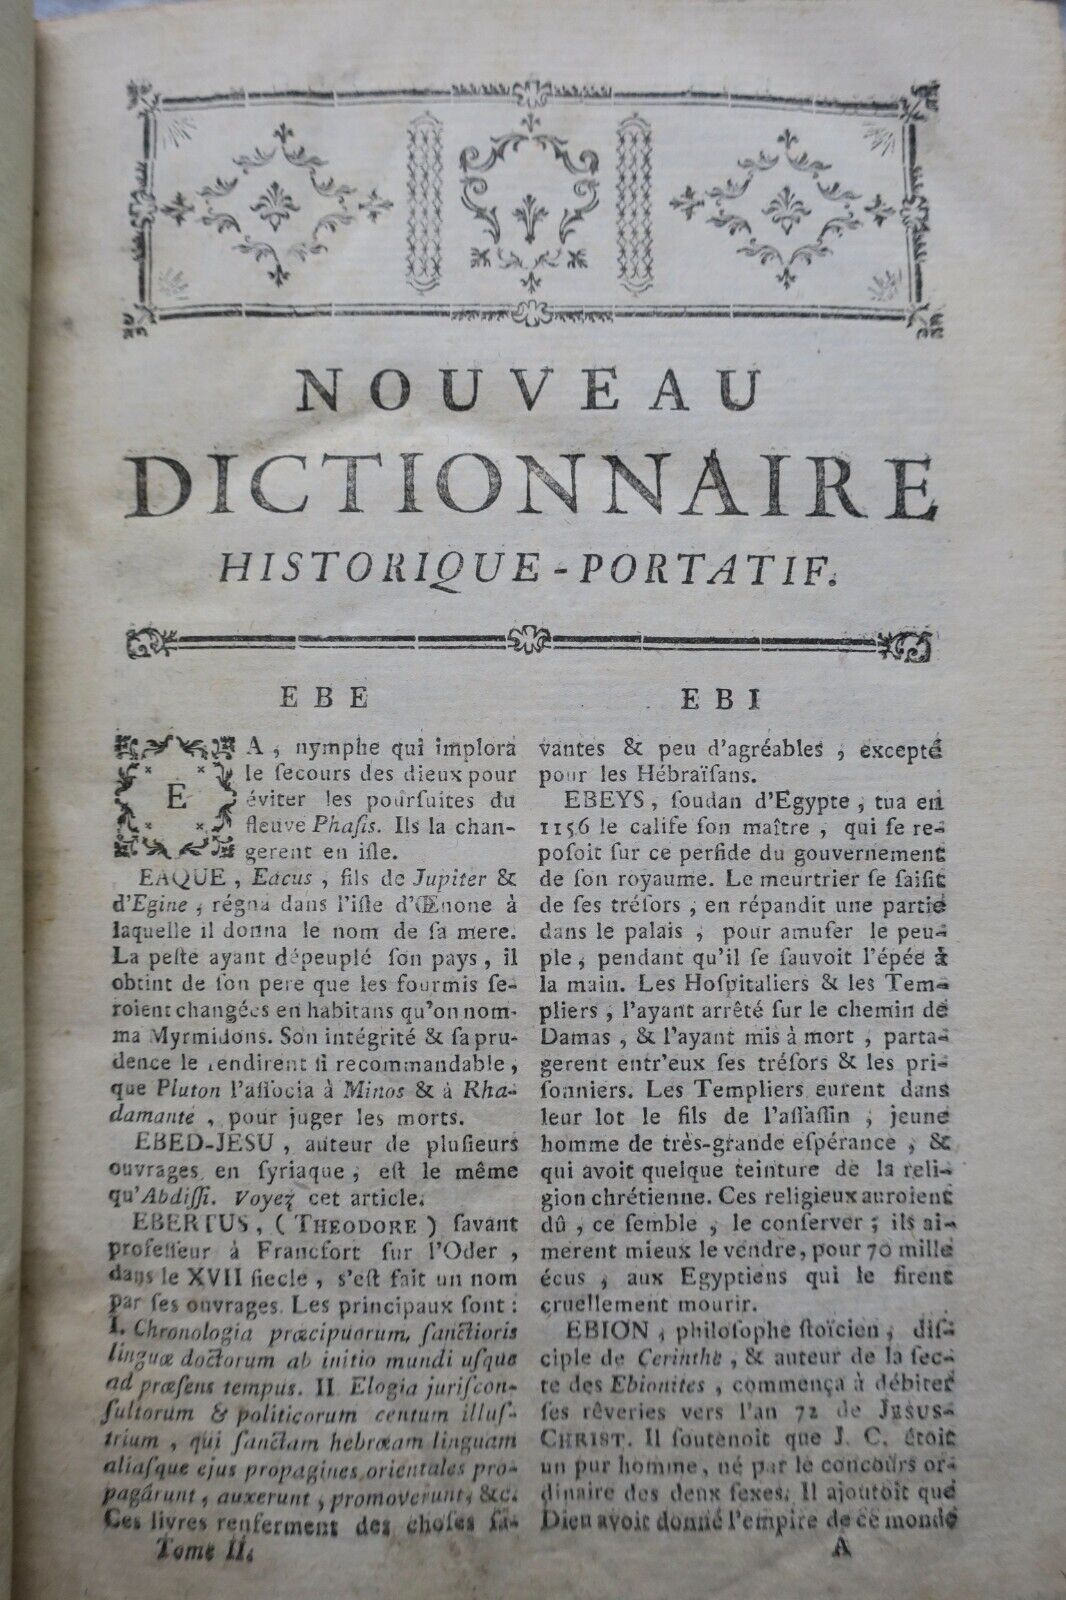 NOUVEAU
DICTIONNAIRE
HISTORIQUE-PORTATIF.
EBE
EA, nymphe qui implora
le ſecours des dieux pour
éviter les pourſuites du
fleuve Phaſis. Ils la chan-
gerent en iſle.
EAQUE, Eacus, fils de Jupiter &
d'Egine, régna dans l'iſle d'Œnone à
laquelle il donna le nom de ſa mere.
La peſte ayant dépeuplé ſon pays, il
obtint de ſon pere que les fourmis ſe-
roient changées en habitans qu'on nom-
ma Myrmidons. Son intégrité & ſa pru-
dence le rendirent ſi recommandable,
que Pluton l'aſſocia à Minos & à Rha-
damante, pour juger les morts.
EBED-JESU, auteur de pluſieurs
ouvrages en ſyriaque, eſt le même
qu'Abdiſſi. Voyez cet article.
EBERTUS, (THEODORE) ſavant
profeſſeur à Francfort ſur l'Oder,
dans le XVII ſiecle, s'eſt fait un nom
par ſes ouvrages. Les principaux ſont :
I. Chronologia præcipuorum, ſanctioris
linguæ doctorum ab initio mundi uſque
ad præſens tempus. II Elogia juriſcon-
ſultorum & politicorum centum illuſ-
trium, qui ſanctam hebræam linguam
aliaſque ejus propagines orientales pro-
pagârunt, auxerunt, promoverunt, &c.
Ces livres renferment des choſes ſa-
Tome II.
EBI
vantes & peu d'agréables, excepté
pour les Hébraïſans.
EBEYS, ſoudan d'Egypte, tua en
1156 le calife ſon maître, qui ſe re-
poſoit ſur ce perfide du gouvernement
de ſon royaume. Le meurtrier ſe ſaiſit
de ſes tréſors, en répandit une partie
dans le palais, pour amuſer le peu-
ple, pendant qu'il ſe ſauvoit l'épée à
la main. Les Hoſpitaliers & les Tem-
pliers, l'ayant arrêté ſur le chemin de
Damas, & l'ayant mis à mort, parta-
gerent entr'eux ſes tréſors & les pri-
ſonniers. Les Templiers eurent dans
leur lot le fils de l'aſſaſſin, jeune
homme de très-grande eſpérance, &
qui avoit quelque teinture de la reli-
gion chrétienne. Ces religieux auroient
dû, ce ſemble, le conſerver; ils ai-
merent mieux le vendre, pour 70 mille
écus, aux Egyptiens qui le firent
cruellement mourir.
EBION, philoſophe ſtoïcien, diſ-
ciple de Cerinthe, & auteur de la ſec-
te des Ebionites, commença à débiter
ſes rêveries vers l'an 72 de JESUS-
CHRIST. Il ſoutenoit que J. C. étoit
un pur homme, né par le concours or-
dinaire des deux ſexes. Il ajoutoit que
Dieu avoit donné l'empire de ce monde
A